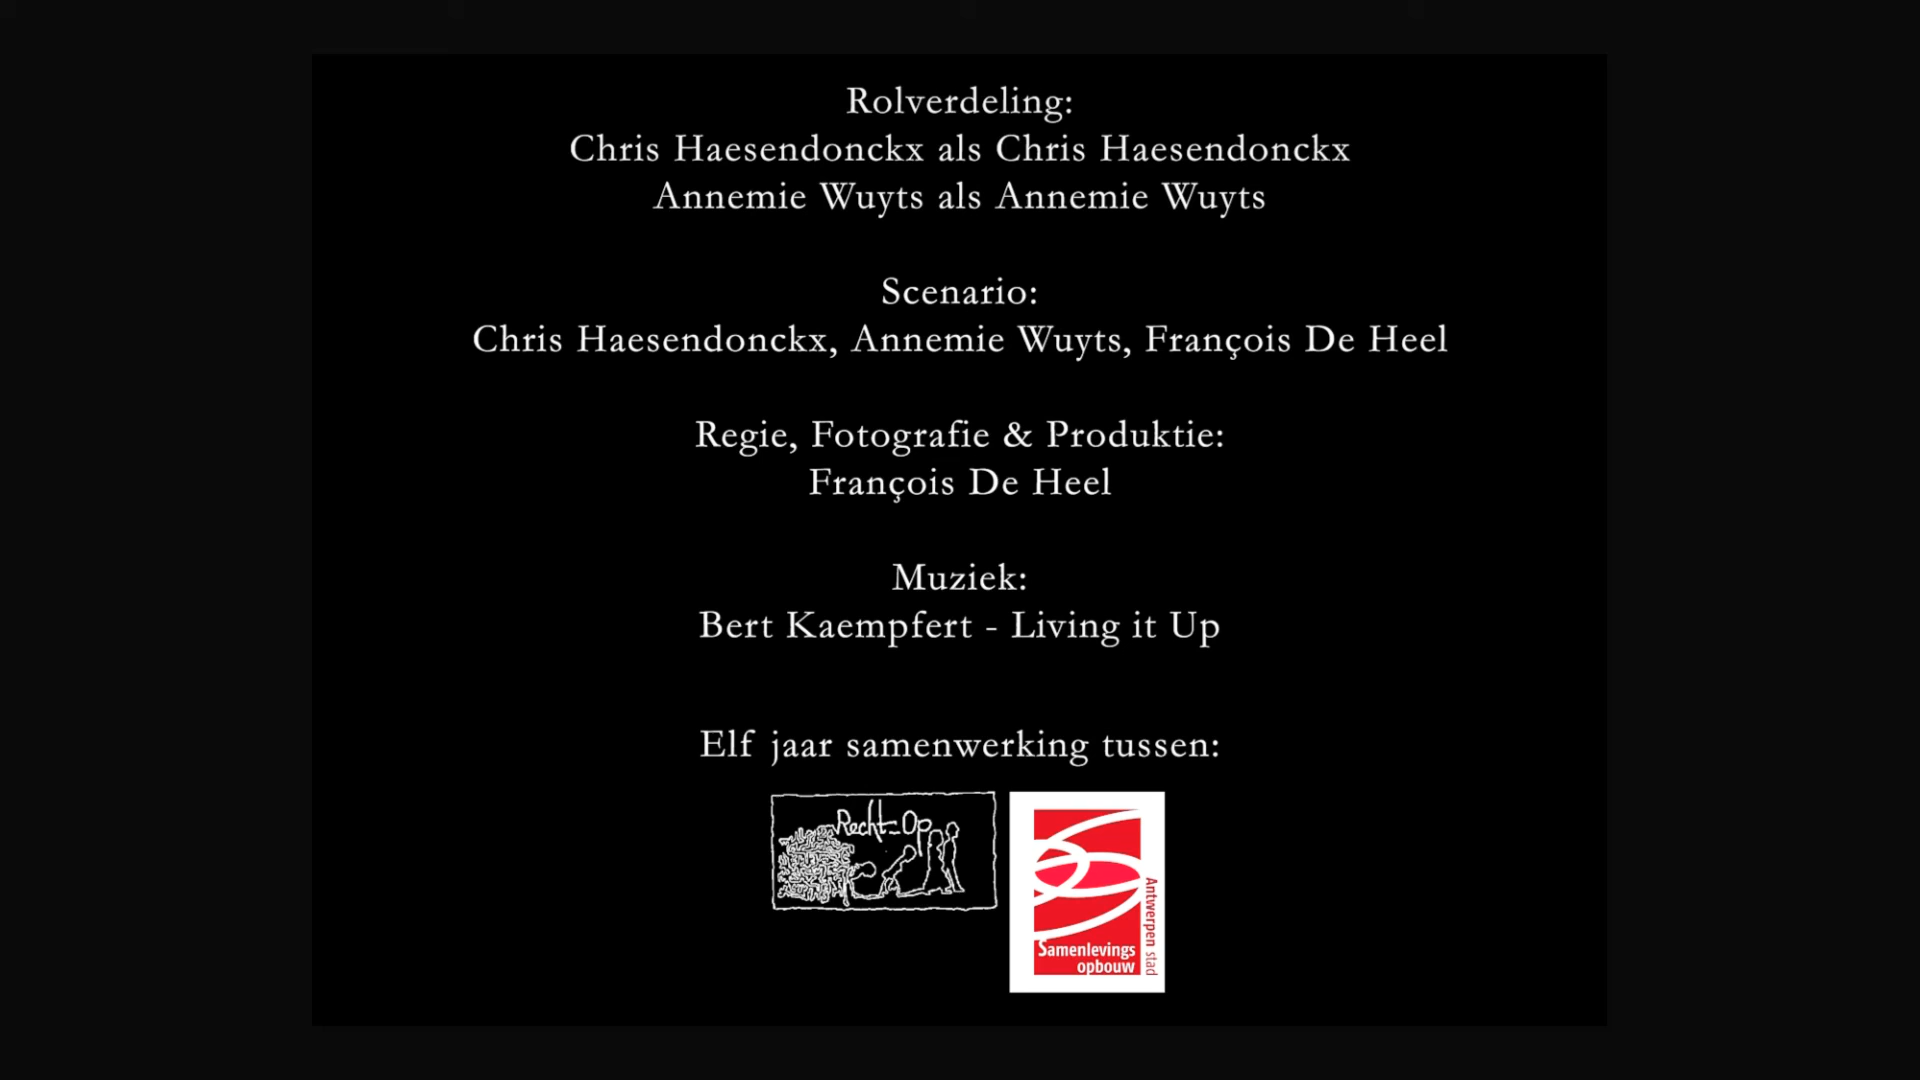 Rolverdeling:
Chris Haesendonckx als Chris Haesendonckx
Annemie Wuyts als Annemie Wuyts
Scenario:
Chris Haesendonckx, Annemie Wuyts, François De Heel
Regie, Fotografie & Produktie:
François De Heel
Muziek:
Bert Kaempfert - Living it Up
Elf jaar samenwerking tussen:
Recht-Op
Samenlevings
opbouw
Antwerpen stad